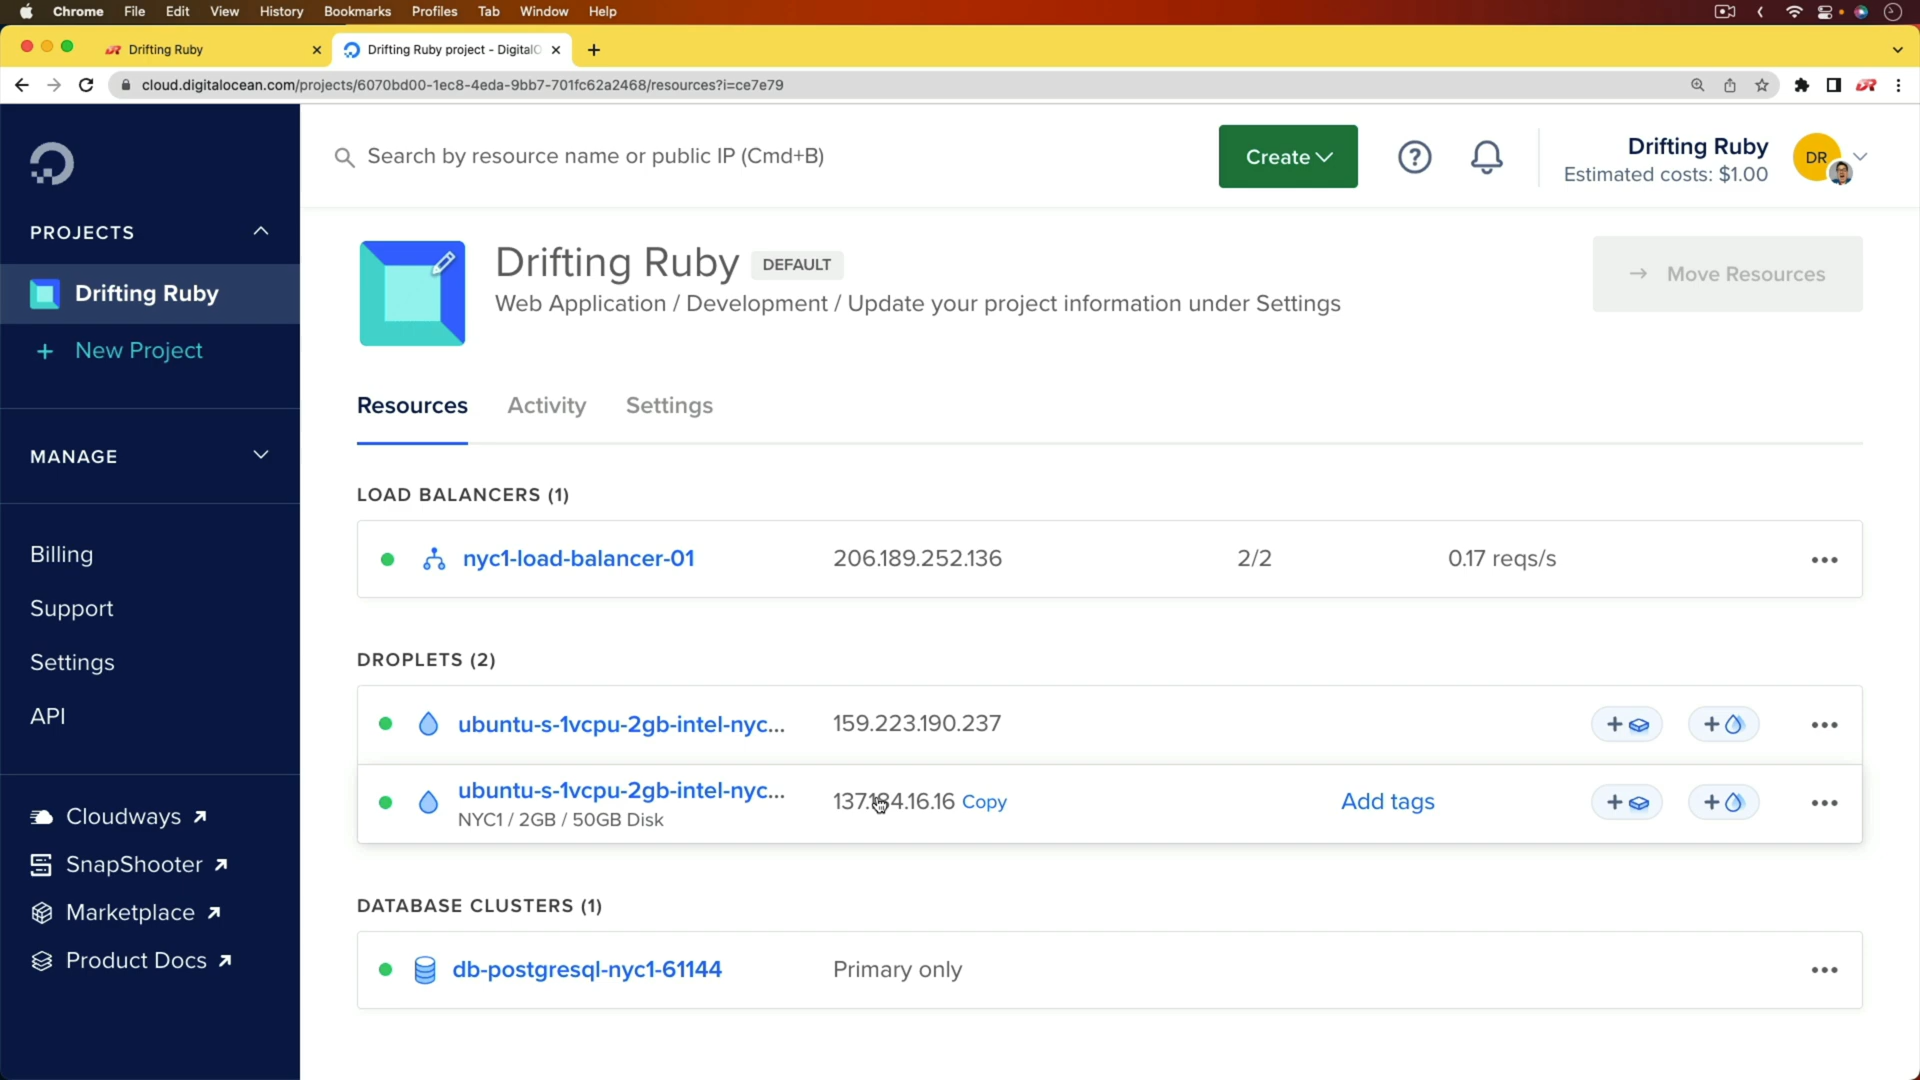 Chrome File Edit View History Bookmarks Profiles Tab Window Help
Drifting Ruby
Drifting Ruby project - DigitalO
cloud.digitalocean.com/projects/6070bd00-1ec8-4eda-9bb7-701fc62a2468/resources?i=ce7e79
Search by resource name or public IP (Cmd+B)
Create
Drifting Ruby
Estimated costs: $1.00
DR
PROJECTS
Drifting Ruby
+ New Project
MANAGE
Billing
Support
Settings
API
Cloudways
SnapShooter
Marketplace
Product Docs
Drifting Ruby DEFAULT
Web Application / Development / Update your project information under Settings
Move Resources
Resources Activity Settings
LOAD BALANCERS (1)
nyc1-load-balancer-01 206.189.252.136 2/2 0.17 reqs/s
DROPLETS (2)
ubuntu-s-1vcpu-2gb-intel-nyc... 159.223.190.237
ubuntu-s-1vcpu-2gb-intel-nyc... 137.184.16.16 Copy Add tags
NYC1 / 2GB / 50GB Disk
DATABASE CLUSTERS (1)
db-postgresql-nyc1-61144 Primary only